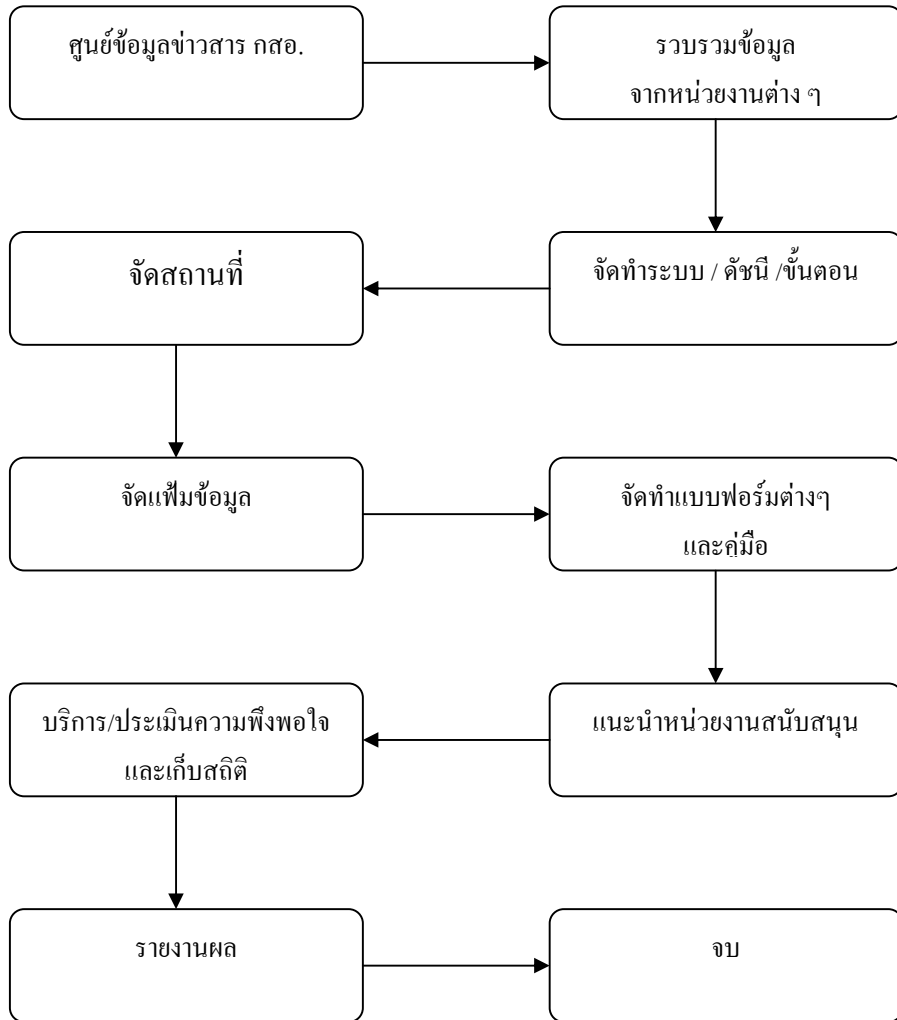 ศูนย์ข้อมูลข่าวสาร กสอ.
รวบรวมข้อมูล
จากหน่วยงานต่าง ๆ
จัดทำระบบ / ดัชนี /ขั้นตอน
จัดสถานที่
จัดแฟ้มข้อมูล
จัดทำแบบฟอร์มต่างๆ
และคู่มือ
แนะนำหน่วยงานสนับสนุน
บริการ/ประเมินความพึงพอใจ
และเก็บสถิติ
รายงานผล
จบ